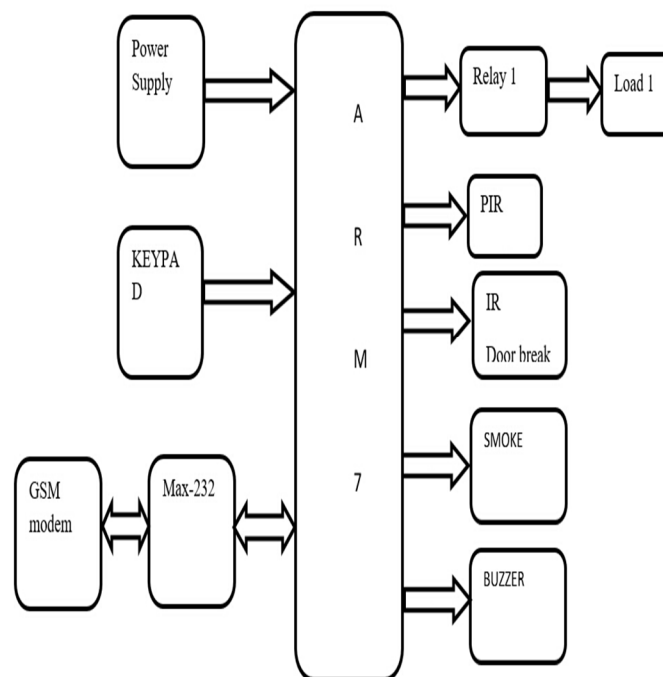 Power
Supply
KEYPA
D
GSM
modem
Max-232
A
R
M
7
Relay 1
Load 1
PIR
IR
Door break
SMOKE
BUZZER